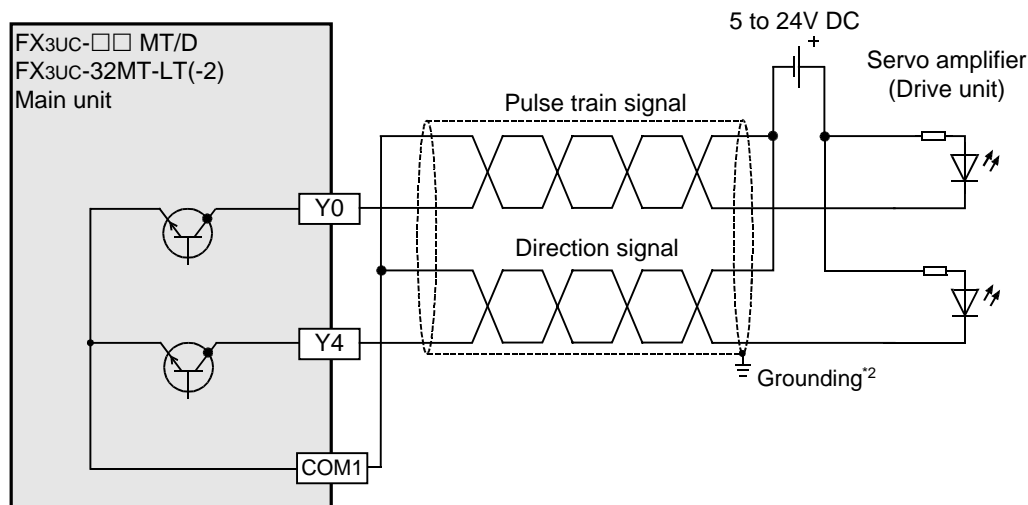 FX3UC-□□ MT/D
FX3UC-32MT-LT(-2)
Main unit
5 to 24V DC
+
Servo amplifier
(Drive unit)
Pulse train signal
Y0
Direction signal
Y4
Grounding*2
COM1